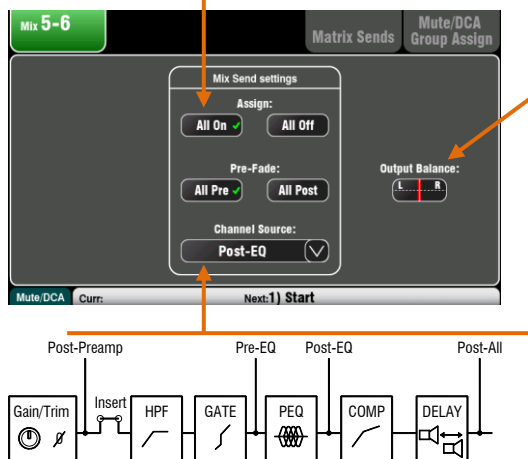 Mix 5-6
Matrix Sends
Mute/DCA
Group Assign
Mix Send settings
Assign:
All On
All Off
Pre-Fade:
All Pre
All Post
Output Balance:
L R
Channel Source:
Post-EQ
Mute/DCA Curr: Next:1) Start
Post-Preamp Pre-EQ Post-EQ Post-All
Gain/Trim Insert HPF GATE PEQ COMP DELAY